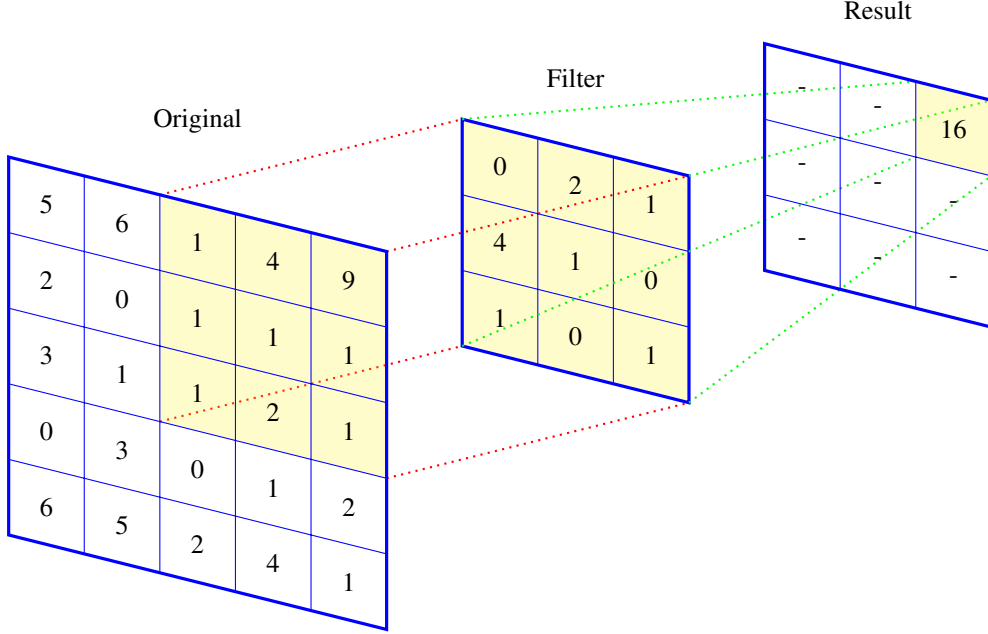 Original
5 6 1 4 9
2 0 1 1 1
3 1 1 2 1
0 3 0 1 2
6 5 2 4 1
Filter
0 2 1
4 1 0
1 0 1
Result
- - 16
- - -
- - -